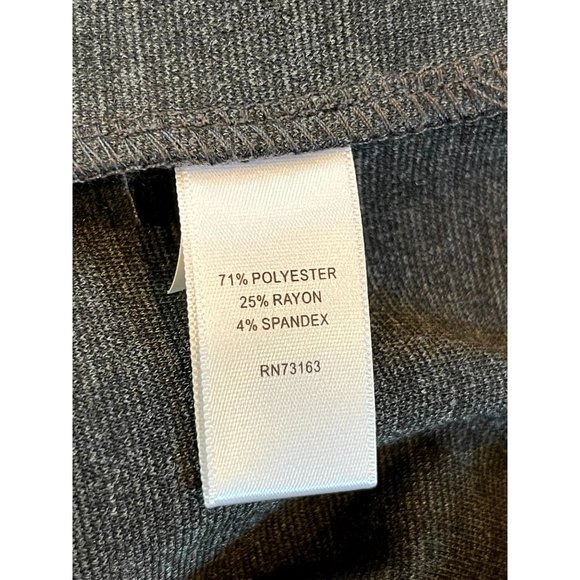 71% POLYESTER
25% RAYON
4% SPANDEX
RN73163